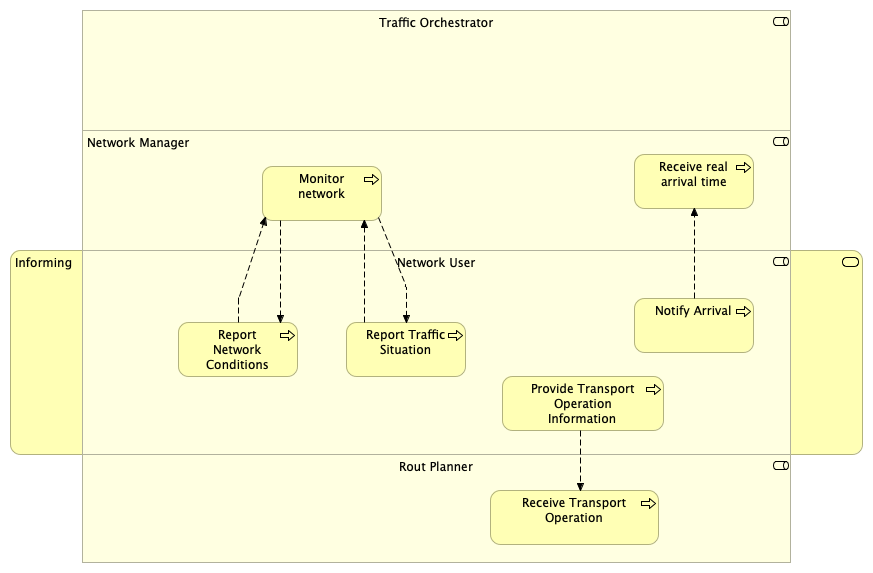 Traffic Orchestrator
Network Manager
Monitor
network
Receive real
arrival time
Informing
Network User
Report
Network
Conditions
Report Traffic
Situation
Notify Arrival
Provide Transport
Operation
Information
Rout Planner
Receive Transport
Operation